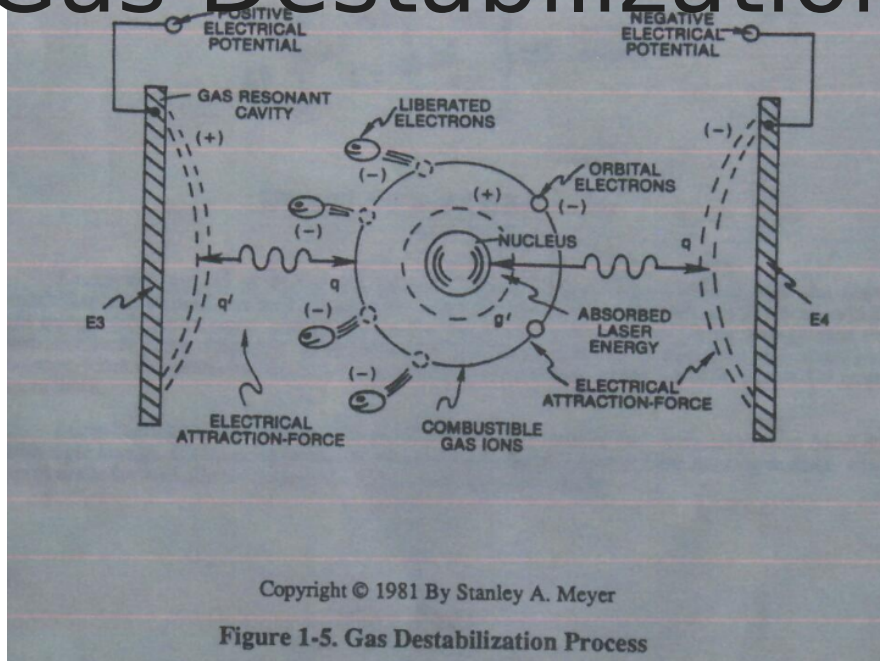 Gas Destabilization
POSITIVE
ELECTRICAL
POTENTIAL
NEGATIVE
ELECTRICAL
POTENTIAL
GAS RESONANT
CAVITY
LIBERATED
ELECTRONS
(+)
(-)
(-)
ORBITAL
ELECTRONS
(+)
(-)
(-)
NUCLEUS
q
q
q'
(-)
g'
ABSORBED
LASER
ENERGY
E3
E4
(-)
ELECTRICAL
ATTRACTION-FORCE
ELECTRICAL
ATTRACTION-FORCE
COMBUSTIBLE
GAS IONS
Copyright © 1981 By Stanley A. Meyer
Figure 1-5. Gas Destabilization Process